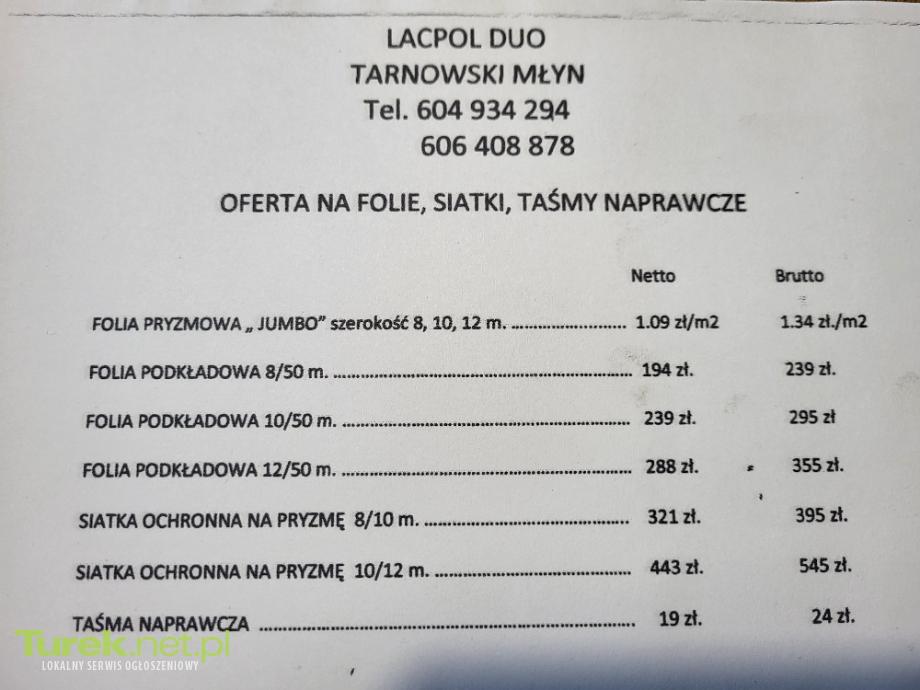 LACPOL DUO
TARNOWSKI MŁYN
Tel. 604 934 294
606 408 878
OFERTA NA FOLIE, SIATKI, TAŚMY NAPRAWCZE
Netto Brutto
FOLIA PRYZMOWA „ JUMBO” szerokość 8, 10, 12 m. .......................... 1.09 zł/m2 1.34 zł./m2
FOLIA PODKŁADOWA 8/50 m. .................................................................... 194 zł. 239 zł.
FOLIA PODKŁADOWA 10/50 m. .................................................................. 239 zł. 295 zł
FOLIA PODKŁADOWA 12/50 m. .................................................................. 288 zł. 355 zł.
SIATKA OCHRONNA NA PRYZMĘ 8/10 m. ............................................... 321 zł. 395 zł.
SIATKA OCHRONNA NA PRYZMĘ 10/12 m. ............................................. 443 zł. 545 zł.
TAŚMA NAPRAWCZA ..................................................................................... 19 zł. 24 zł.
Turek.net.pl
LOKALNY SERWIS OGŁOSZENIOWY